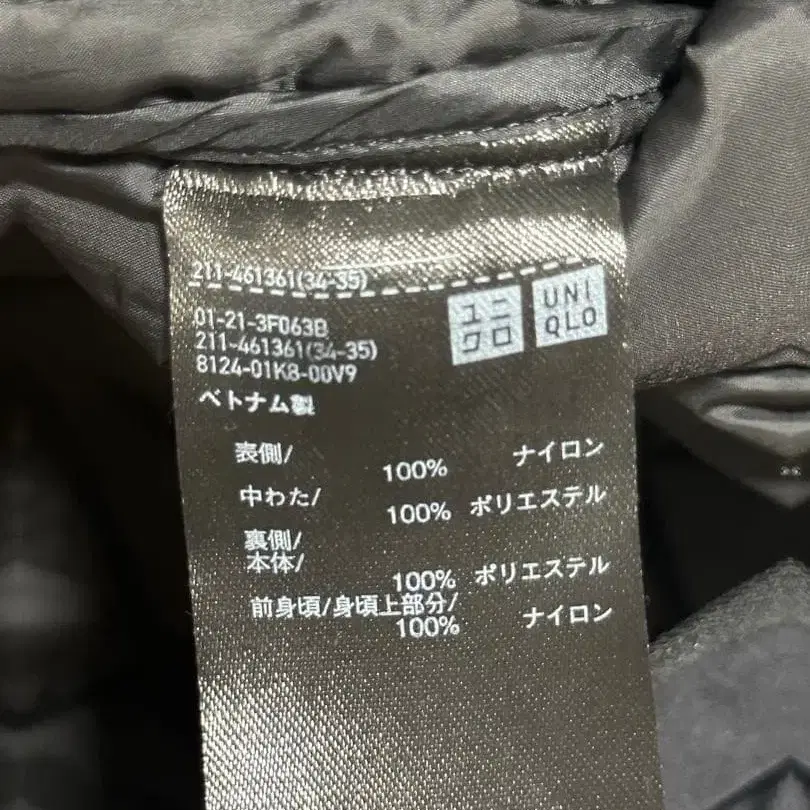 211-461361(34-35)
ユニクロ
UNIQLO
01-21-3F063B
211-461361(34-35)
8124-01K8-00V9
ベトナム製
表側/
100% ナイロン
中わた/
100% ポリエステル
裏側/
本体/
100% ポリエステル
前身頃/身頃上部分/
100% ナイロン